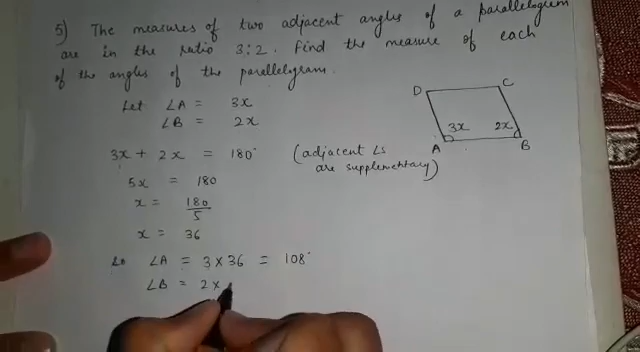 5) The measures of two adjacent angles of a parallelogram
are in the ratio 3:2. Find the measure of each
of the angles of the parellelygram.
Let ∠A = 3x
∠B = 2x
3x + 2x = 180°
(adjacent ∠s
are supplementary)
5x = 180
x = 180/5
x = 36
So ∠A = 3 × 36 = 108°
∠B = 2 ×
D
C
3x
2x
A
B